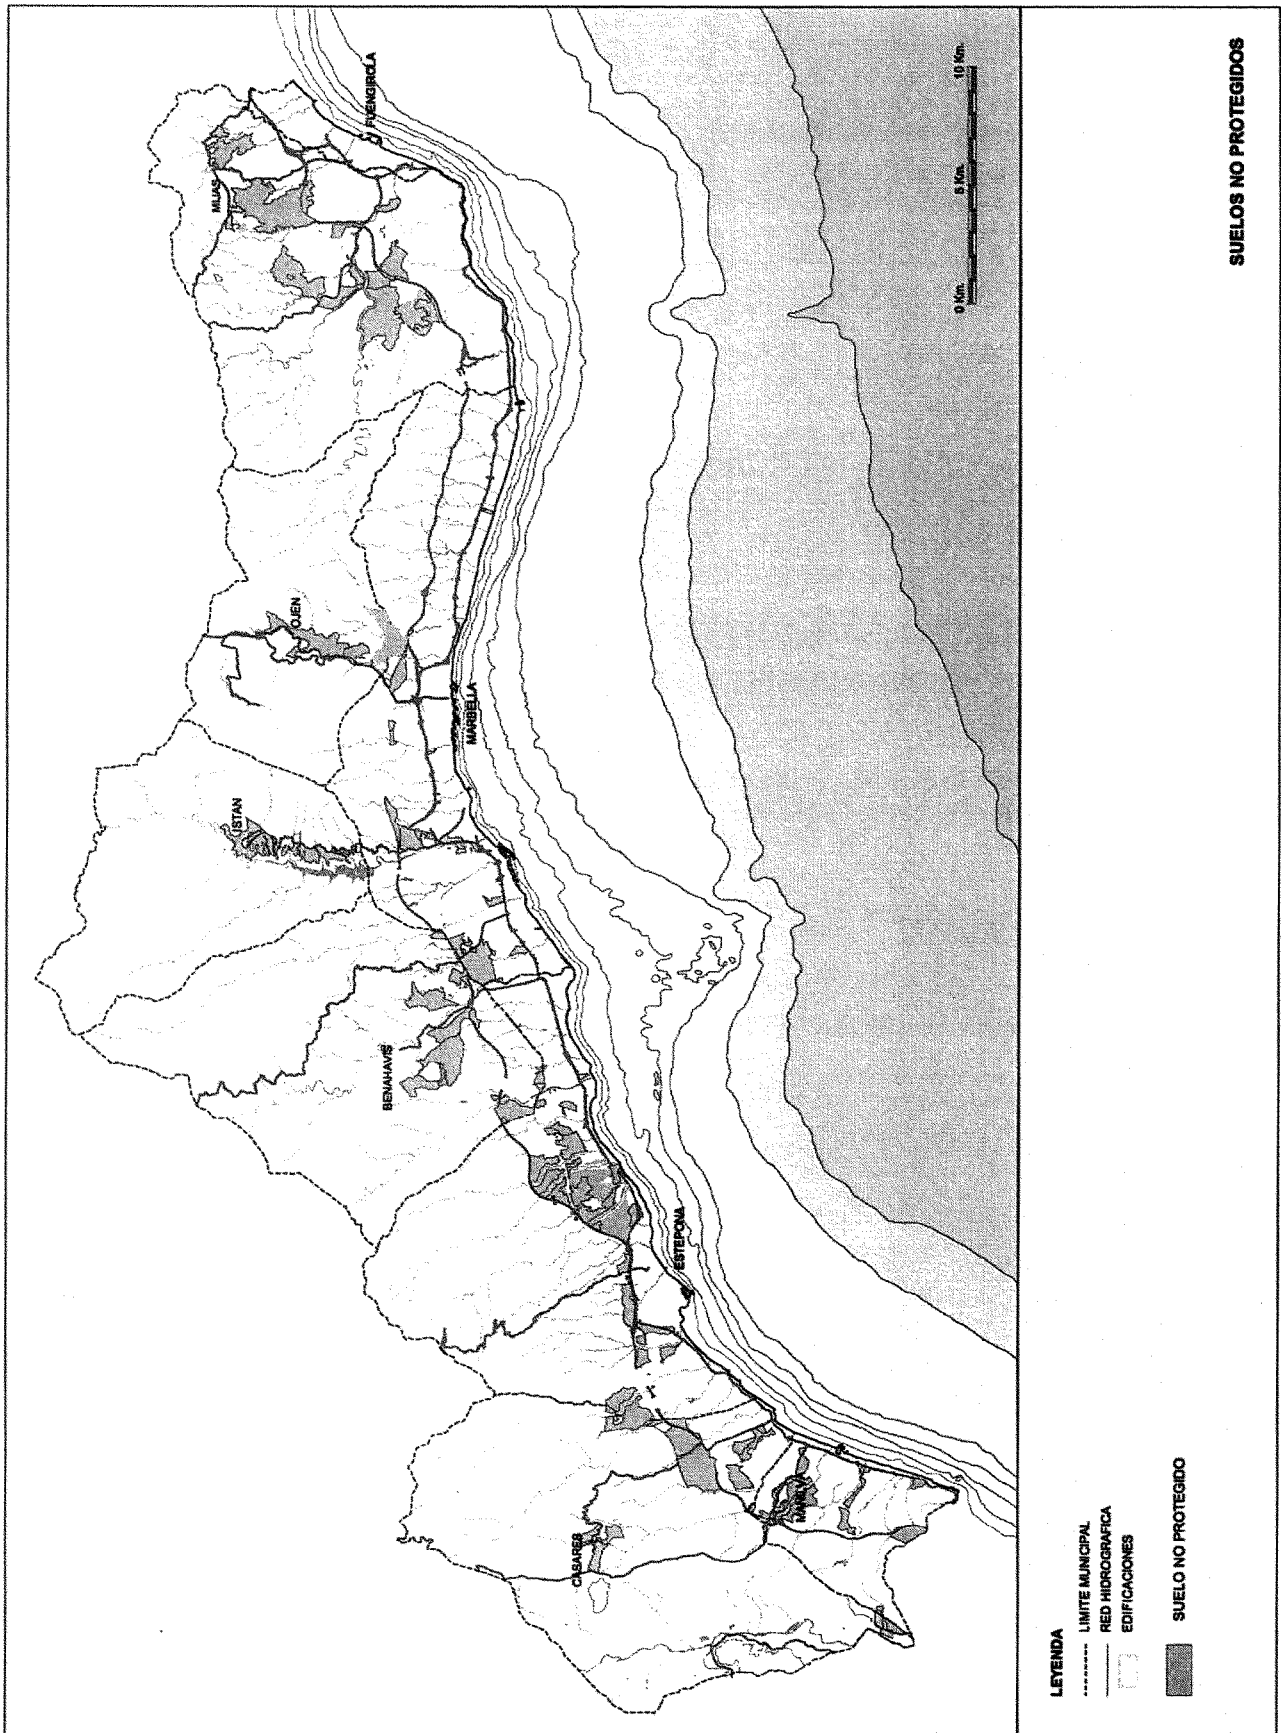 MIJAS
FUENGIROLA
OJEN
ISTAN
MARBELLA
BENAHAVIS
ESTEPONA
CASARES
MANILVA
0 Km. 5 Km. 10 Km.
LEYENDA
LIMITE MUNICIPAL
RED HIDROGRAFICA
EDIFICACIONES
SUELO NO PROTEGIDO
SUELOS NO PROTEGIDOS